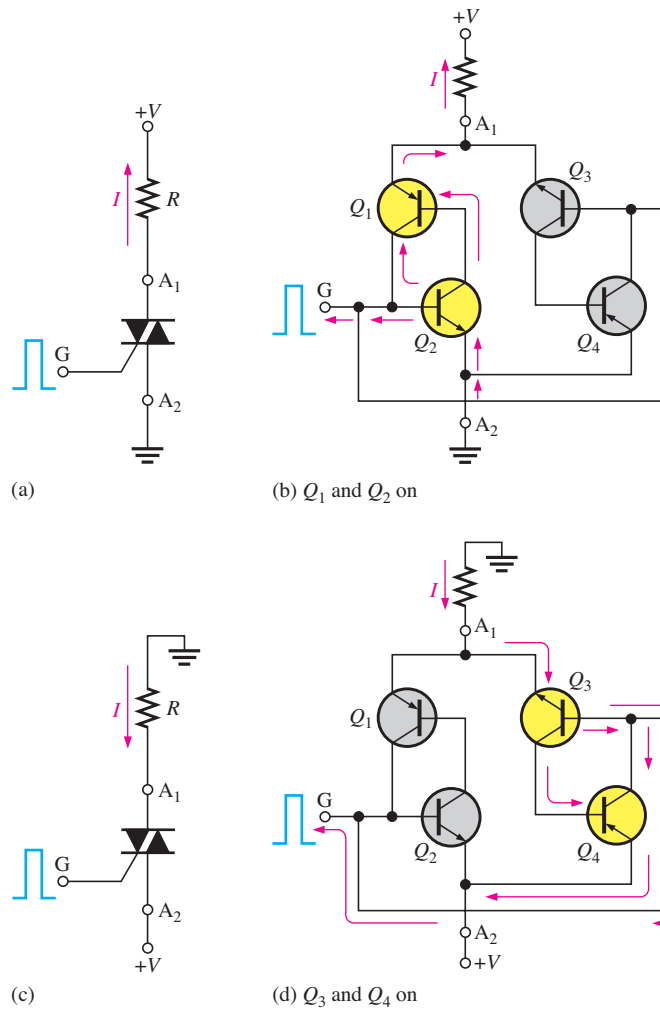 +V
I
R
A1
G
A2
(a)
+V
I
A1
Q1
Q3
G
Q2
Q4
A2
(b) Q1 and Q2 on
I
R
A1
G
A2
+V
(c)
I
A1
Q1
Q3
G
Q2
Q4
A2
+V
(d) Q3 and Q4 on